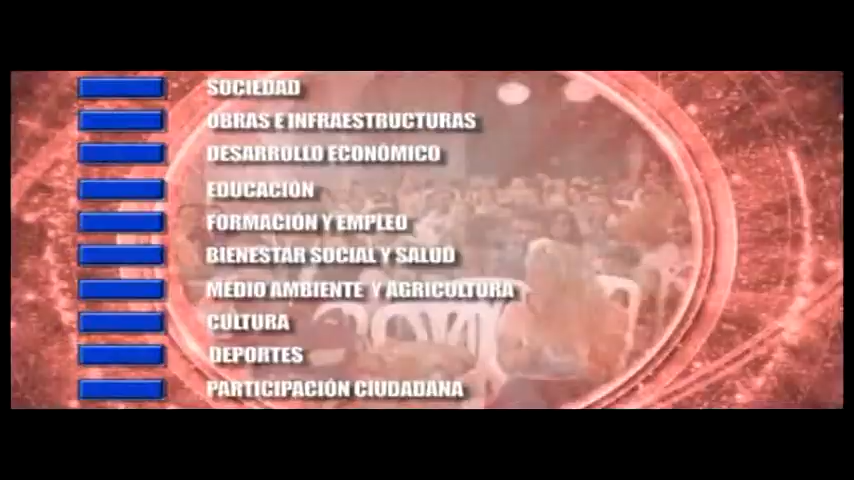 SOCIEDAD
OBRAS E INFRAESTRUCTURAS
DESARROLLO ECONÓMICO
EDUCACIÓN
FORMACIÓN Y EMPLEO
BIENESTAR SOCIAL Y SALUD
MEDIO AMBIENTE Y AGRICULTURA
CULTURA
DEPORTES
PARTICIPACIÓN CIUDADANA